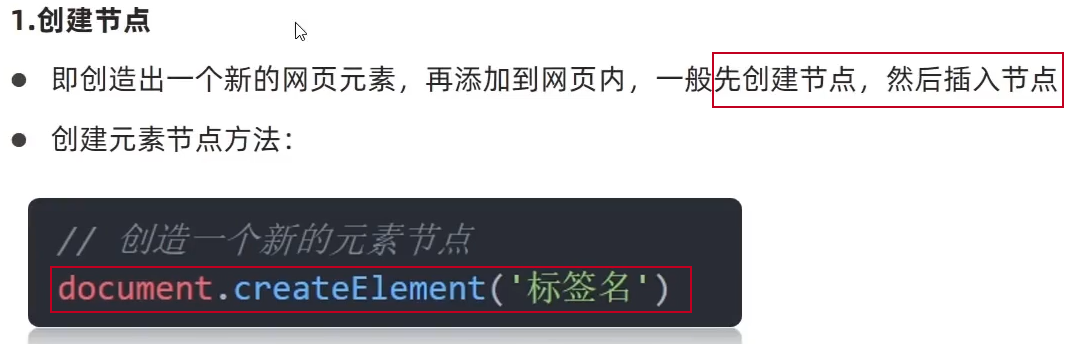 1.创建节点
● 即创造出一个新的网页元素，再添加到网页内，一般先创建节点，然后插入节点
● 创建元素节点方法：
// 创造一个新的元素节点
document.createElement('标签名')